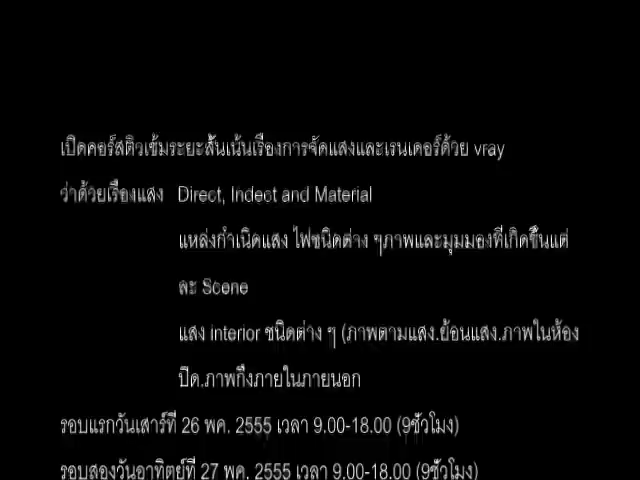 เปิดคอร์สติวเข้มระยะสั้นเน้นเรื่องการจัดแสงและเรนเดอร์ด้วย vray
ว่าด้วยเรื่องแสง Direct, Indect and Material
แหล่งกำเนิดแสง ไฟชนิดต่าง ๆภาพและมุมมองที่เกิดขึ้นแต่
ละ Scene
แสง interior ชนิดต่าง ๆ (ภาพตามแสง.ย้อนแสง.ภาพในห้อง
ปิด.ภาพกึ่งภายในภายนอก
รอบแรกวันเสาร์ที่ 26 พค. 2555 เวลา 9.00-18.00 (9ชั่วโมง)
รอบสองวันอาทิตย์ที่ 27 พค. 2555 เวลา 9.00-18.00 (9ชั่วโมง)